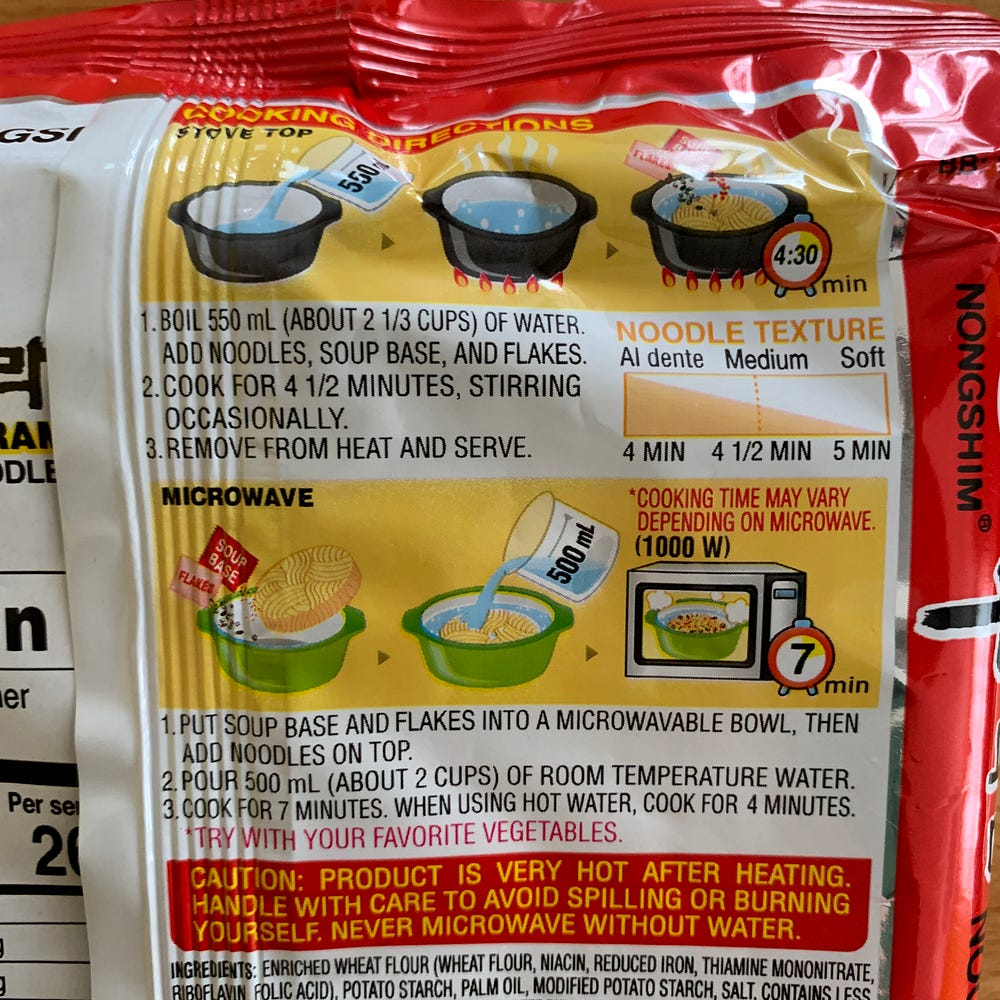 GSI
COOKING DIRECTIONS
STOVE TOP
550
FLAKES
4:30
min
1.BOIL 550 mL (ABOUT 2 1/3 CUPS) OF WATER.
ADD NOODLES, SOUP BASE, AND FLAKES.
2.COOK FOR 4 1/2 MINUTES, STIRRING
OCCASIONALLY.
3.REMOVE FROM HEAT AND SERVE.
NOODLE TEXTURE
Al dente Medium Soft
4 MIN 4 1/2 MIN 5 MIN
MICROWAVE
SOUP
BASE
FLAKES
500 mL
*COOKING TIME MAY VARY
DEPENDING ON MICROWAVE.
(1000 W)
7
min
1.PUT SOUP BASE AND FLAKES INTO A MICROWAVABLE BOWL, THEN
ADD NOODLES ON TOP.
2.POUR 500 mL (ABOUT 2 CUPS) OF ROOM TEMPERATURE WATER.
3.COOK FOR 7 MINUTES. WHEN USING HOT WATER, COOK FOR 4 MINUTES.
*TRY WITH YOUR FAVORITE VEGETABLES.
CAUTION: PRODUCT IS VERY HOT AFTER HEATING.
HANDLE WITH CARE TO AVOID SPILLING OR BURNING
YOURSELF. NEVER MICROWAVE WITHOUT WATER.
INGREDIENTS: ENRICHED WHEAT FLOUR (WHEAT FLOUR, NIACIN, REDUCED IRON, THIAMINE MONONITRATE,
RIBOFLAVIN, FOLIC ACID), POTATO STARCH, PALM OIL, MODIFIED POTATO STARCH, SALT, CONTAINS LESS
RAM
ODLE
n
ner
Per ser
20
g
g
BR
NONGSHIM®
NO